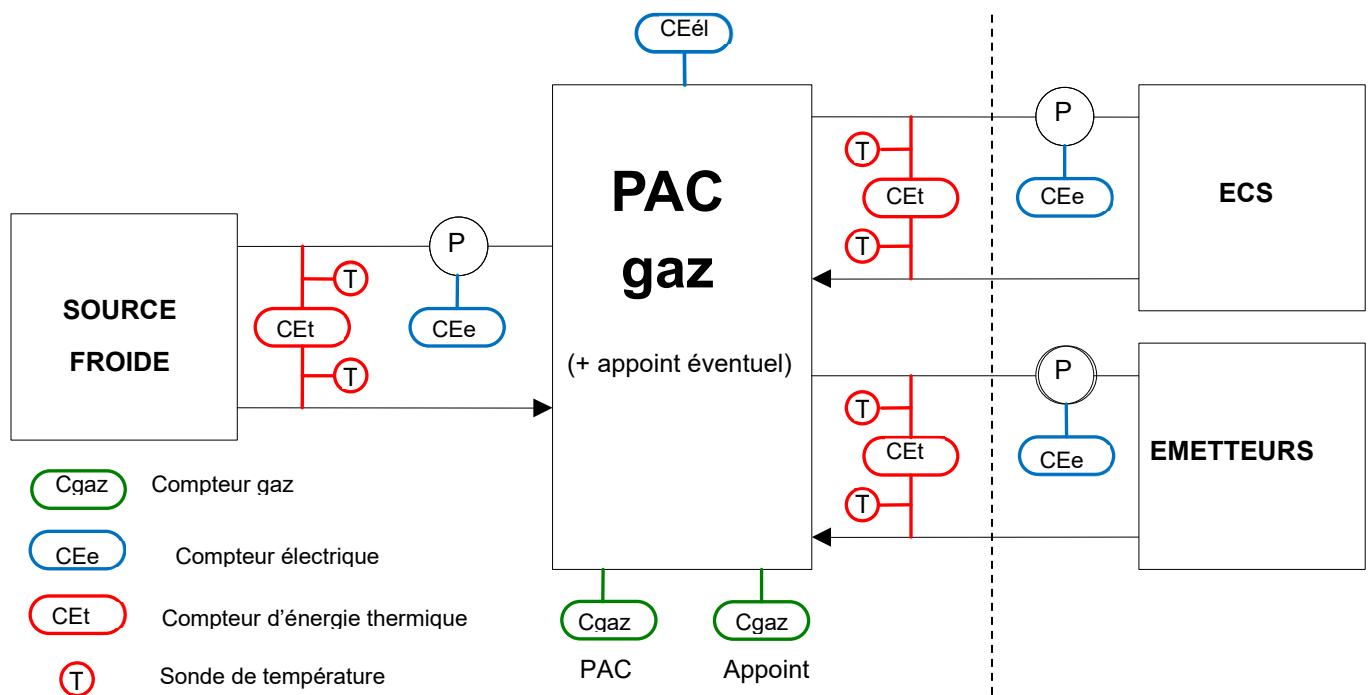 CEél
P
P
T
CEt
T
CEe
ECS
PAC
gaz
(+ appoint éventuel)
SOURCE
FROIDE
T
CEt
T
CEe
P
T
CEt
T
CEe
EMETTEURS
Cgaz Compteur gaz
CEe Compteur électrique
CEt Compteur d’énergie thermique
T Sonde de température
Cgaz Cgaz
PAC Appoint